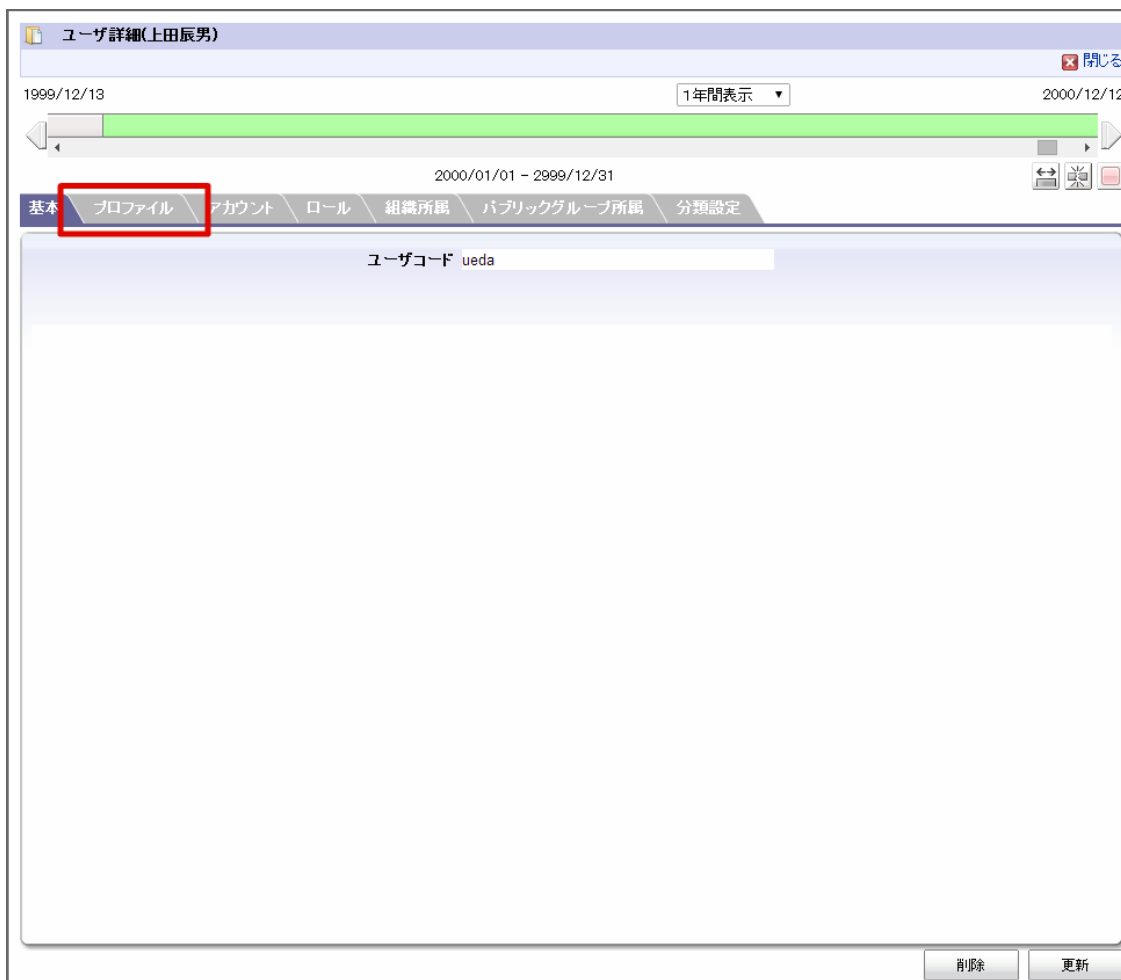 ユーザ詳細(上田辰男)
閉じる
1999/12/13 1年間表示 2000/12/12
2000/01/01 - 2999/12/31
基本 プロファイル アカウント ロール 組織所属 パブリックグループ所属 分類設定
ユーザコード ueda
削除 更新